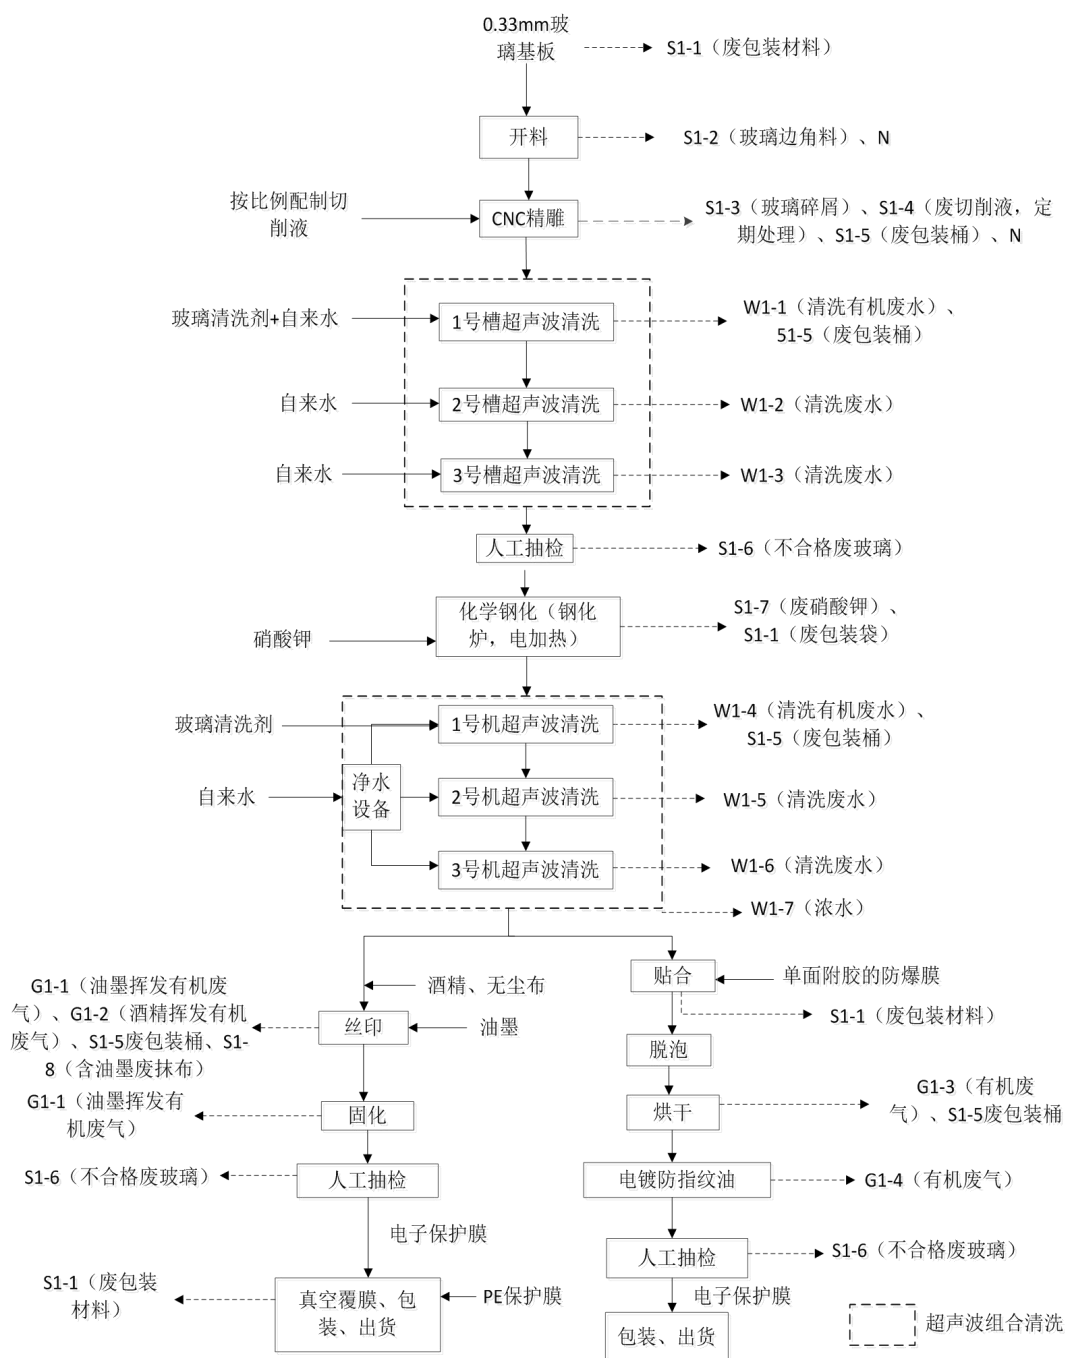 0.33mm玻
璃基板
S1-1（废包装材料）
开料
S1-2（玻璃边角料）、N
按比例配制切
削液
CNC精雕
S1-3（玻璃碎屑）、S1-4（废切削液，定
期处理）、S1-5（废包装桶）、N
玻璃清洗剂+自来水
1号槽超声波清洗
W1-1（清洗有机废水）、
51-5（废包装桶）
自来水
2号槽超声波清洗
W1-2（清洗废水）
自来水
3号槽超声波清洗
W1-3（清洗废水）
人工抽检
S1-6（不合格废玻璃）
硝酸钾
化学钢化（钢化
炉，电加热）
S1-7（废硝酸钾）、
S1-1（废包装袋）
玻璃清洗剂
1号机超声波清洗
W1-4（清洗有机废水）、
S1-5（废包装桶）
自来水
净水
设备
2号机超声波清洗
W1-5（清洗废水）
3号机超声波清洗
W1-6（清洗废水）
W1-7（浓水）
G1-1（油墨挥发有机废
气）、G1-2（酒精挥发有机
废气）、S1-5废包装桶、S1-
8（含油墨废抹布）
酒精、无尘布
丝印
油墨
G1-1（油墨挥发有
机废气）
固化
S1-6（不合格废玻璃）
人工抽检
电子保护膜
S1-1（废包装
材料）
真空覆膜、包
装、出货
PE保护膜
贴合
单面附胶的防爆膜
S1-1（废包装材料）
脱泡
烘干
G1-3（有机废
气）、S1-5废包装桶
电镀防指纹油
G1-4（有机废气）
人工抽检
S1-6（不合格废玻璃）
电子保护膜
包装、出货
超声波组合清洗